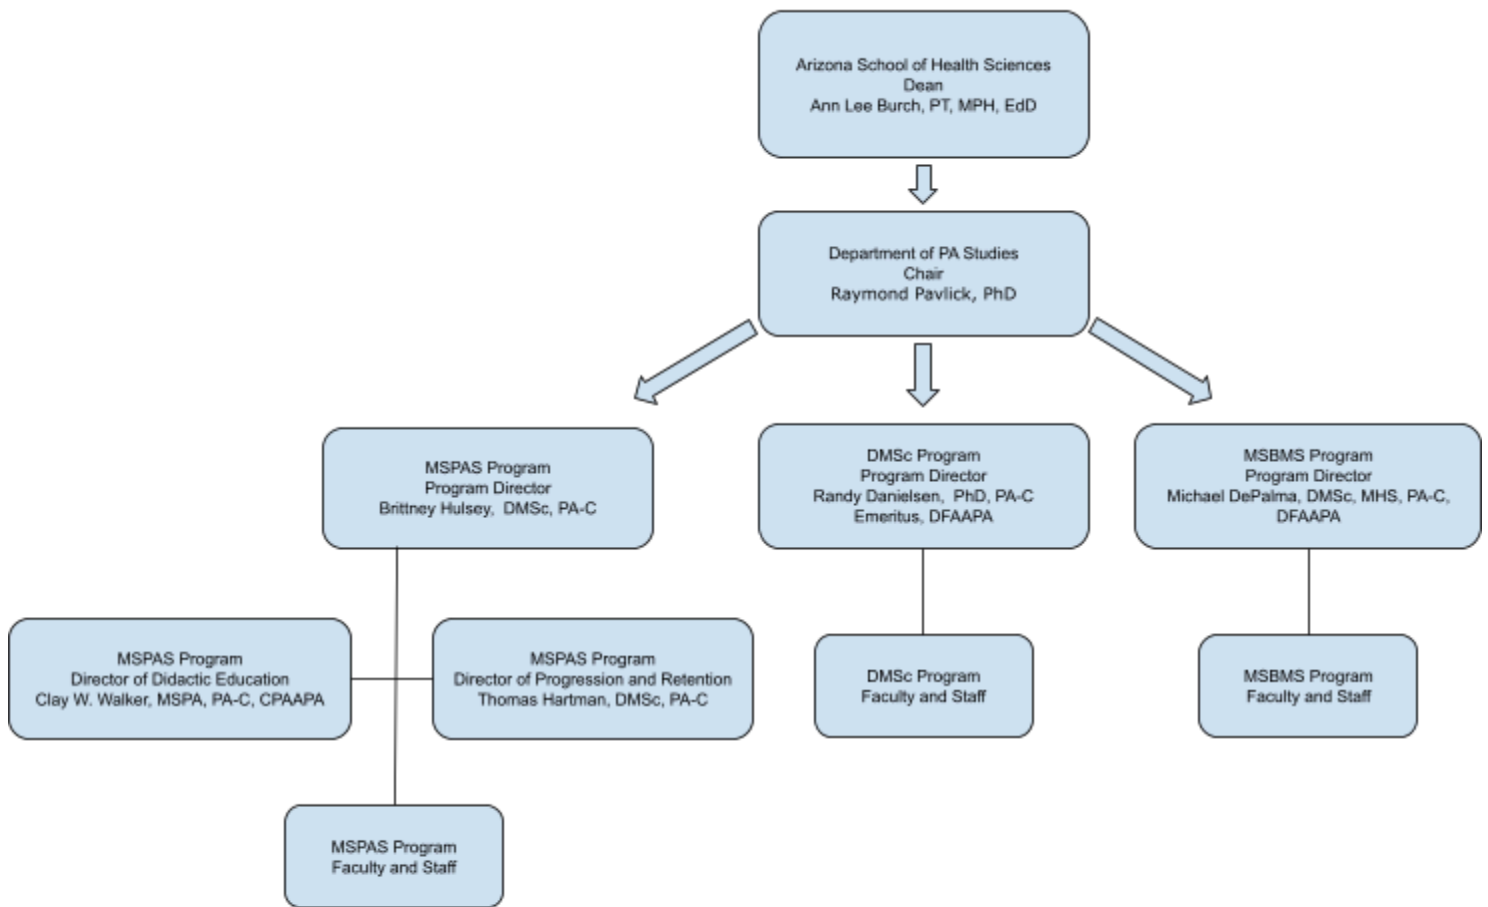 Arizona School of Health Sciences
Dean
Ann Lee Burch, PT, MPH, EdD
Department of PA Studies
Chair
Raymond Pavlick, PhD
MSPAS Program
Program Director
Brittney Hulsey, DMSc, PA-C
DMSc Program
Program Director
Randy Danielsen, PhD, PA-C
Emeritus, DFAAPA
MSBMS Program
Program Director
Michael DePalma, DMSc, MHS, PA-C,
DFAAPA
MSPAS Program
Director of Didactic Education
Clay W. Walker, MSPA, PA-C, CPAAPA
MSPAS Program
Director of Progression and Retention
Thomas Hartman, DMSc, PA-C
DMSc Program
Faculty and Staff
MSBMS Program
Faculty and Staff
MSPAS Program
Faculty and Staff